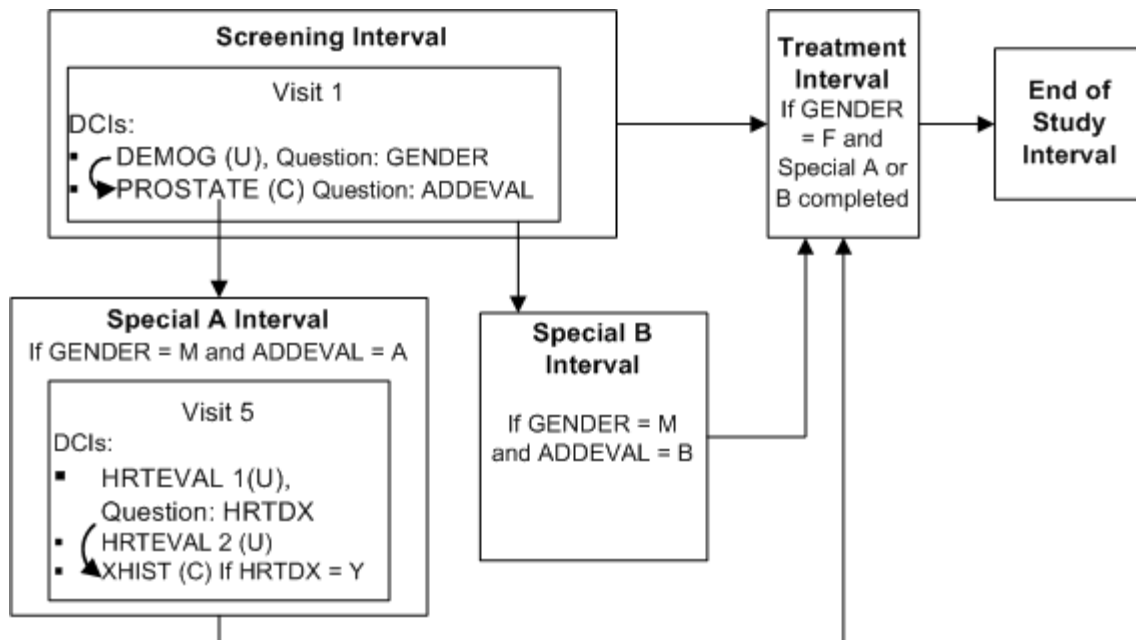 Screening Interval
Visit 1
DCIs:
▪ DEMOG (U), Question: GENDER
▪ PROSTATE (C) Question: ADDEVAL
Treatment
Interval
If GENDER
= F and
Special A or
B completed
End of
Study
Interval
Special A Interval
If GENDER = M and ADDEVAL = A
Visit 5
DCIs:
▪ HRTEVAL 1(U),
Question: HRTDX
▪ HRTEVAL 2 (U)
▪ XHIST (C) If HRTDX = Y
Special B
Interval
If GENDER = M
and ADDEVAL = B